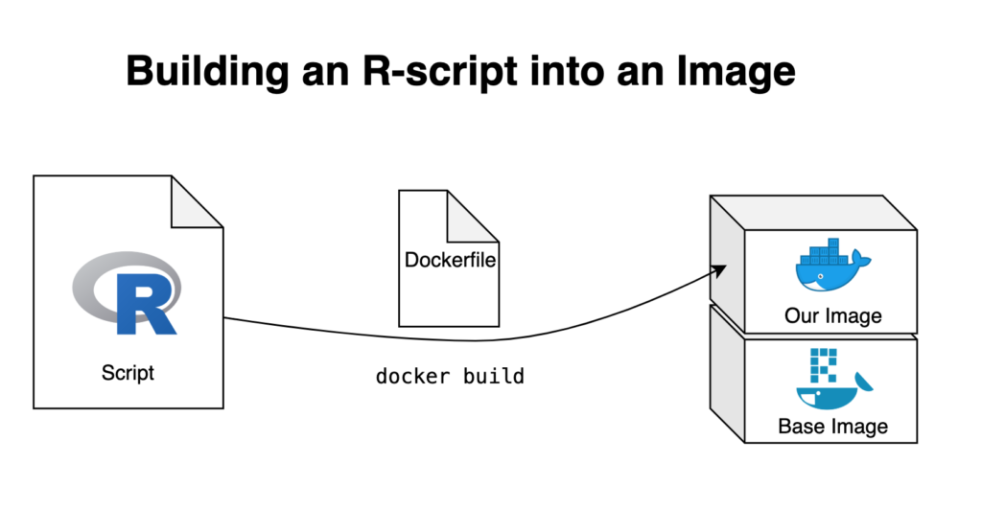 Building an R-script into an Image
R
Script
Dockerfile
docker build
Our Image
R
Base Image